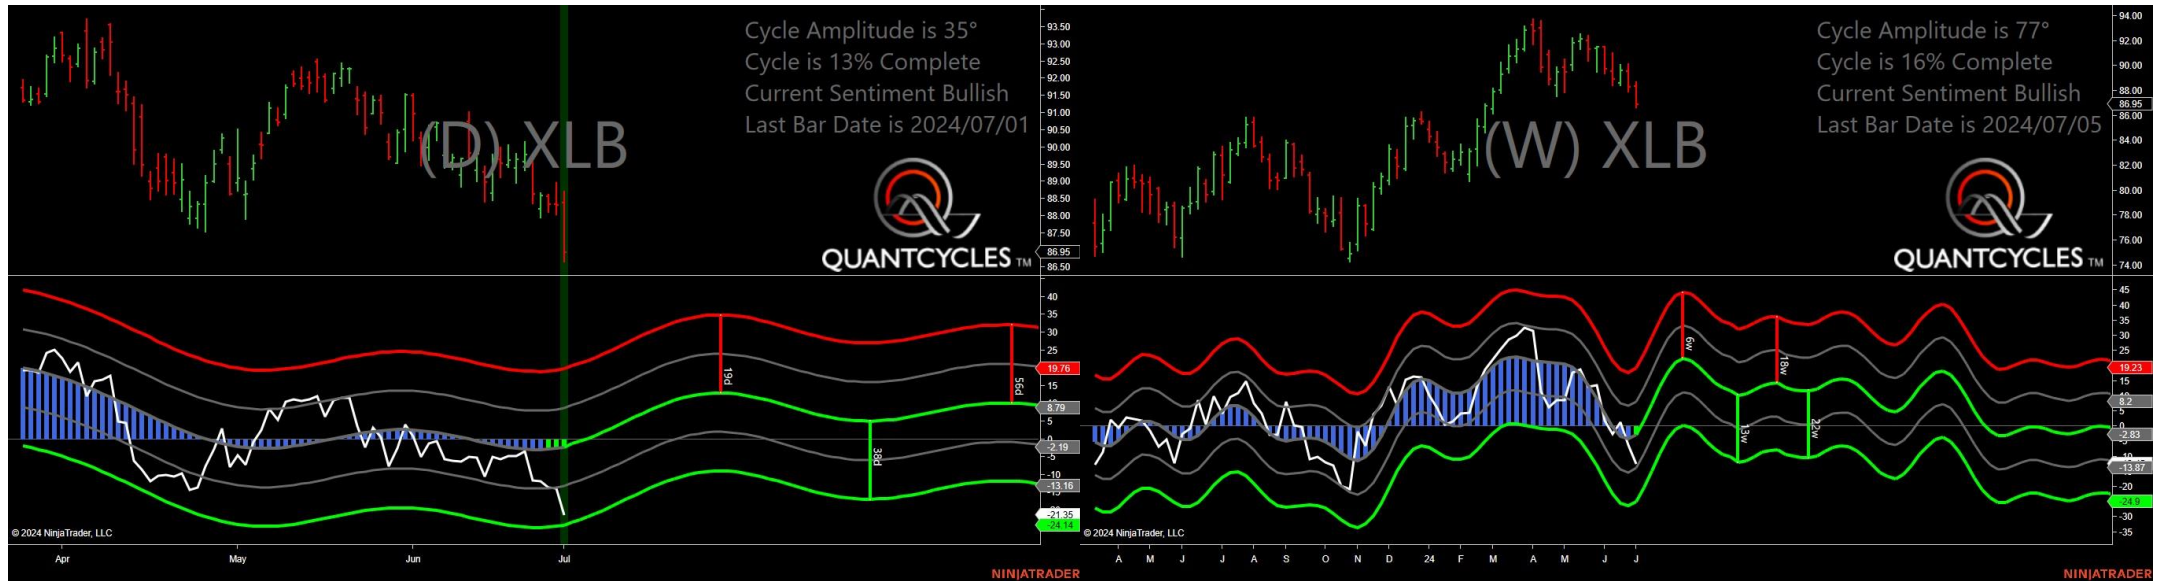 Cycle Amplitude is 35°
Cycle is 13% Complete
Current Sentiment Bullish
Last Bar Date is 2024/07/01
(D) XLB
QUANTCYCLES TM
93.50
93.00
92.50
92.00
91.50
91.00
90.50
90.00
89.50
89.00
88.50
88.00
87.50
86.95
86.50
40
35
30
25
19.76
15
8.79
5
0
-2.19
-5
-10
-13.16
-21.35
-24.14
19d
38d
56d
© 2024 NinjaTrader, LLC
Apr May Jun Jul
NINJATRADER
Cycle Amplitude is 77°
Cycle is 16% Complete
Current Sentiment Bullish
Last Bar Date is 2024/07/05
(W) XLB
QUANTCYCLES TM
94.00
92.00
90.00
88.00
86.95
86.00
84.00
82.00
80.00
78.00
76.00
74.00
45
40
35
30
25
19.23
15
8.2
5
0
-2.83
-13.87
-20
-24.9
-30
-35
6w
13w
18w
22w
© 2024 NinjaTrader, LLC
A M J J A S O N D 24 F M A M J J
NINJATRADER